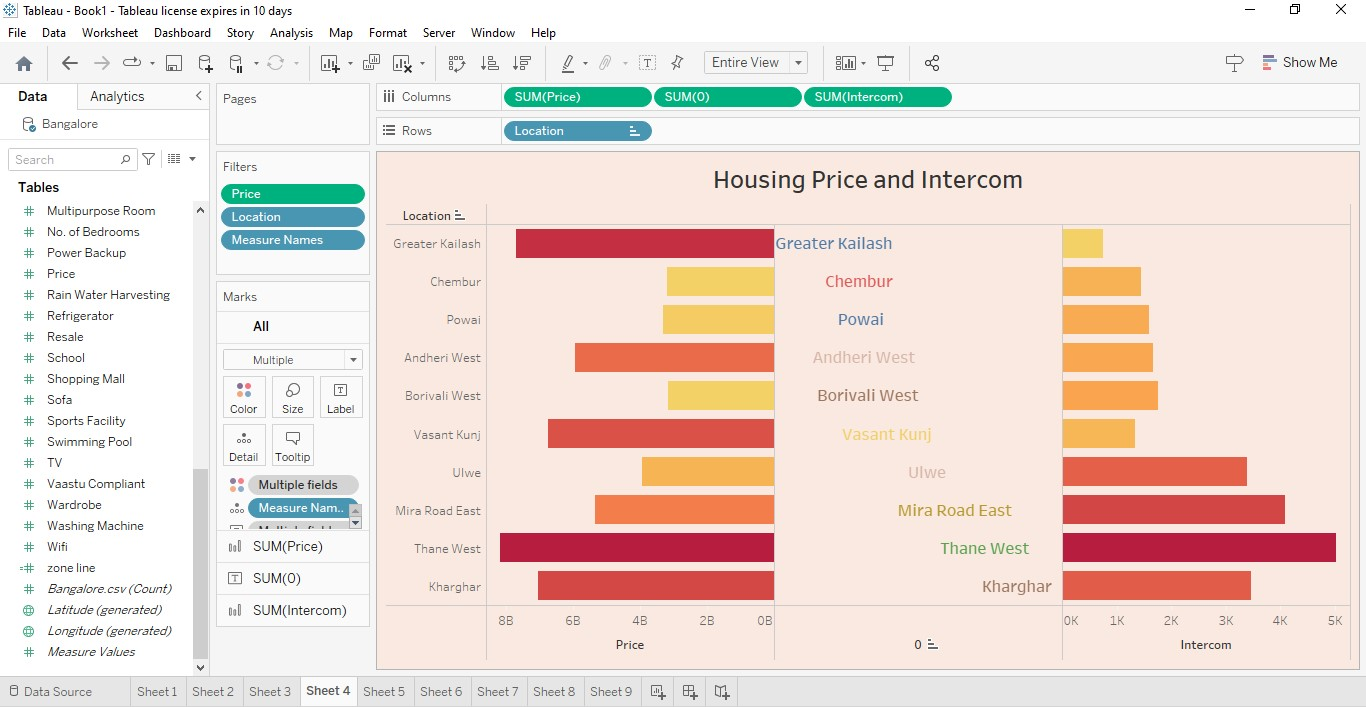 Tableau - Book1 - Tableau license expires in 10 days
File Data Worksheet Dashboard Story Analysis Map Format Server Window Help
Entire View
Show Me
Data Analytics
Bangalore
Search
Tables
Multipurpose Room
No. of Bedrooms
Power Backup
Price
Rain Water Harvesting
Refrigerator
Resale
School
Shopping Mall
Sofa
Sports Facility
Swimming Pool
TV
Vaastu Compliant
Wardrobe
Washing Machine
Wifi
zone line
Bangalore.csv (Count)
Latitude (generated)
Longitude (generated)
Measure Values
Pages
Filters
Price
Location
Measure Names
Marks
All
Multiple
Color Size Label
Detail Tooltip
Multiple fields
Measure Nam..
SUM(Price)
SUM(0)
SUM(Intercom)
Columns SUM(Price) SUM(0) SUM(Intercom)
Rows Location
Housing Price and Intercom
Location
Greater Kailash Greater Kailash
Chembur Chembur
Powai Powai
Andheri West Andheri West
Borivali West Borivali West
Vasant Kunj Vasant Kunj
Ulwe Ulwe
Mira Road East Mira Road East
Thane West Thane West
Kharghar Kharghar
8B 6B 4B 2B 0B 0K 1K 2K 3K 4K 5K
Price 0 Intercom
Data Source Sheet 1 Sheet 2 Sheet 3 Sheet 4 Sheet 5 Sheet 6 Sheet 7 Sheet 8 Sheet 9